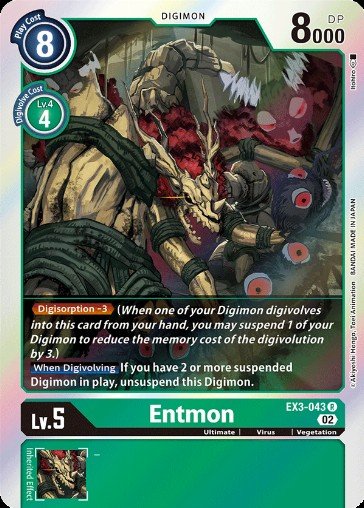 DIGIMON
Play Cost
8
DP
8000
Lv.4
4
Digivolve Cost
Digisorption -3 (When one of your Digimon digivolves
into this card from your hand, you may suspend 1 of your
Digimon to reduce the memory cost of the digivolution
by 3.)
When Digivolving If you have 2 or more suspended
Digimon in play, unsuspend this Digimon.
©Akiyoshi Hongo, Toei Animation BANDAI MADE IN JAPAN
Lv.5
Entmon
EX3-043 R
02
Ultimate | Virus | Vegetation
Inherited Effect
-